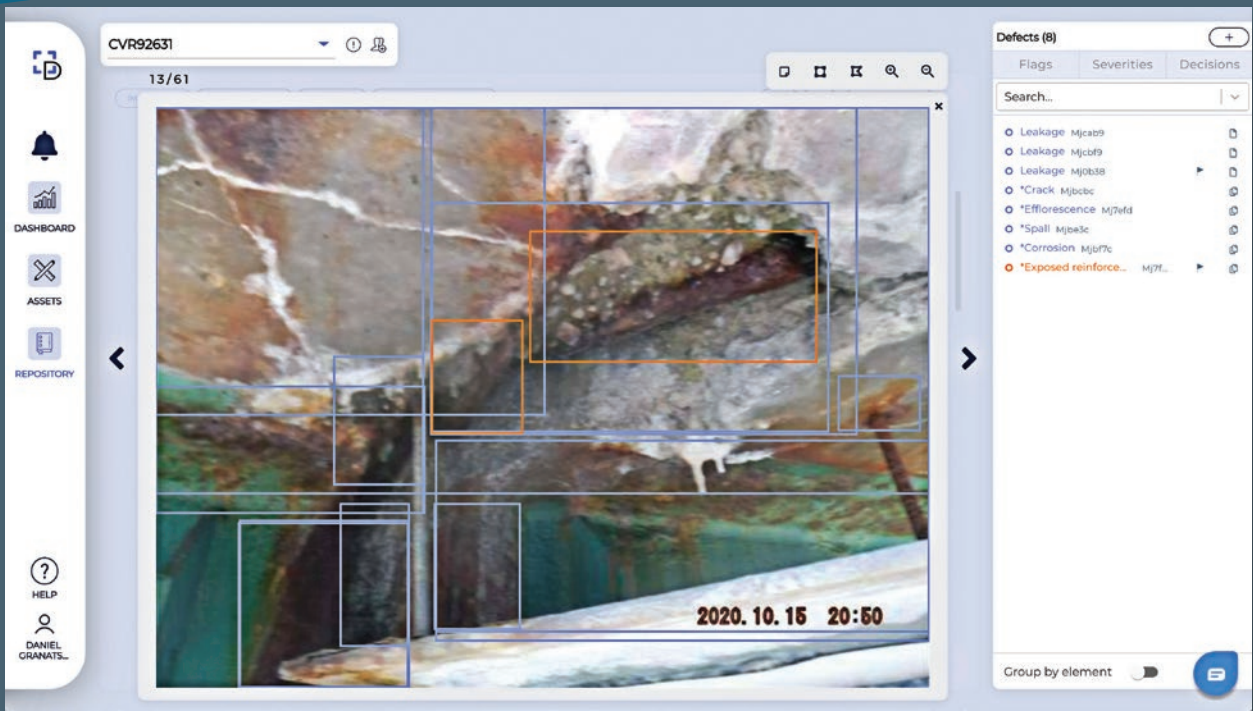 CVR92631
13/61
D
DASHBOARD
ASSETS
REPOSITORY
HELP
DANIEL
GRANATS...
2020.10.15 20:50
Defects (8)
Flags Severities Decisions
Search...
Leakage Mjcab9
Leakage Mjcbf9
Leakage Mj0b38
*Crack Mjbcbc
*Efflorescence Mj7efd
*Spall Mjbe3c
*Corrosion Mjbf7c
*Exposed reinforce... Mj7f...
Group by element